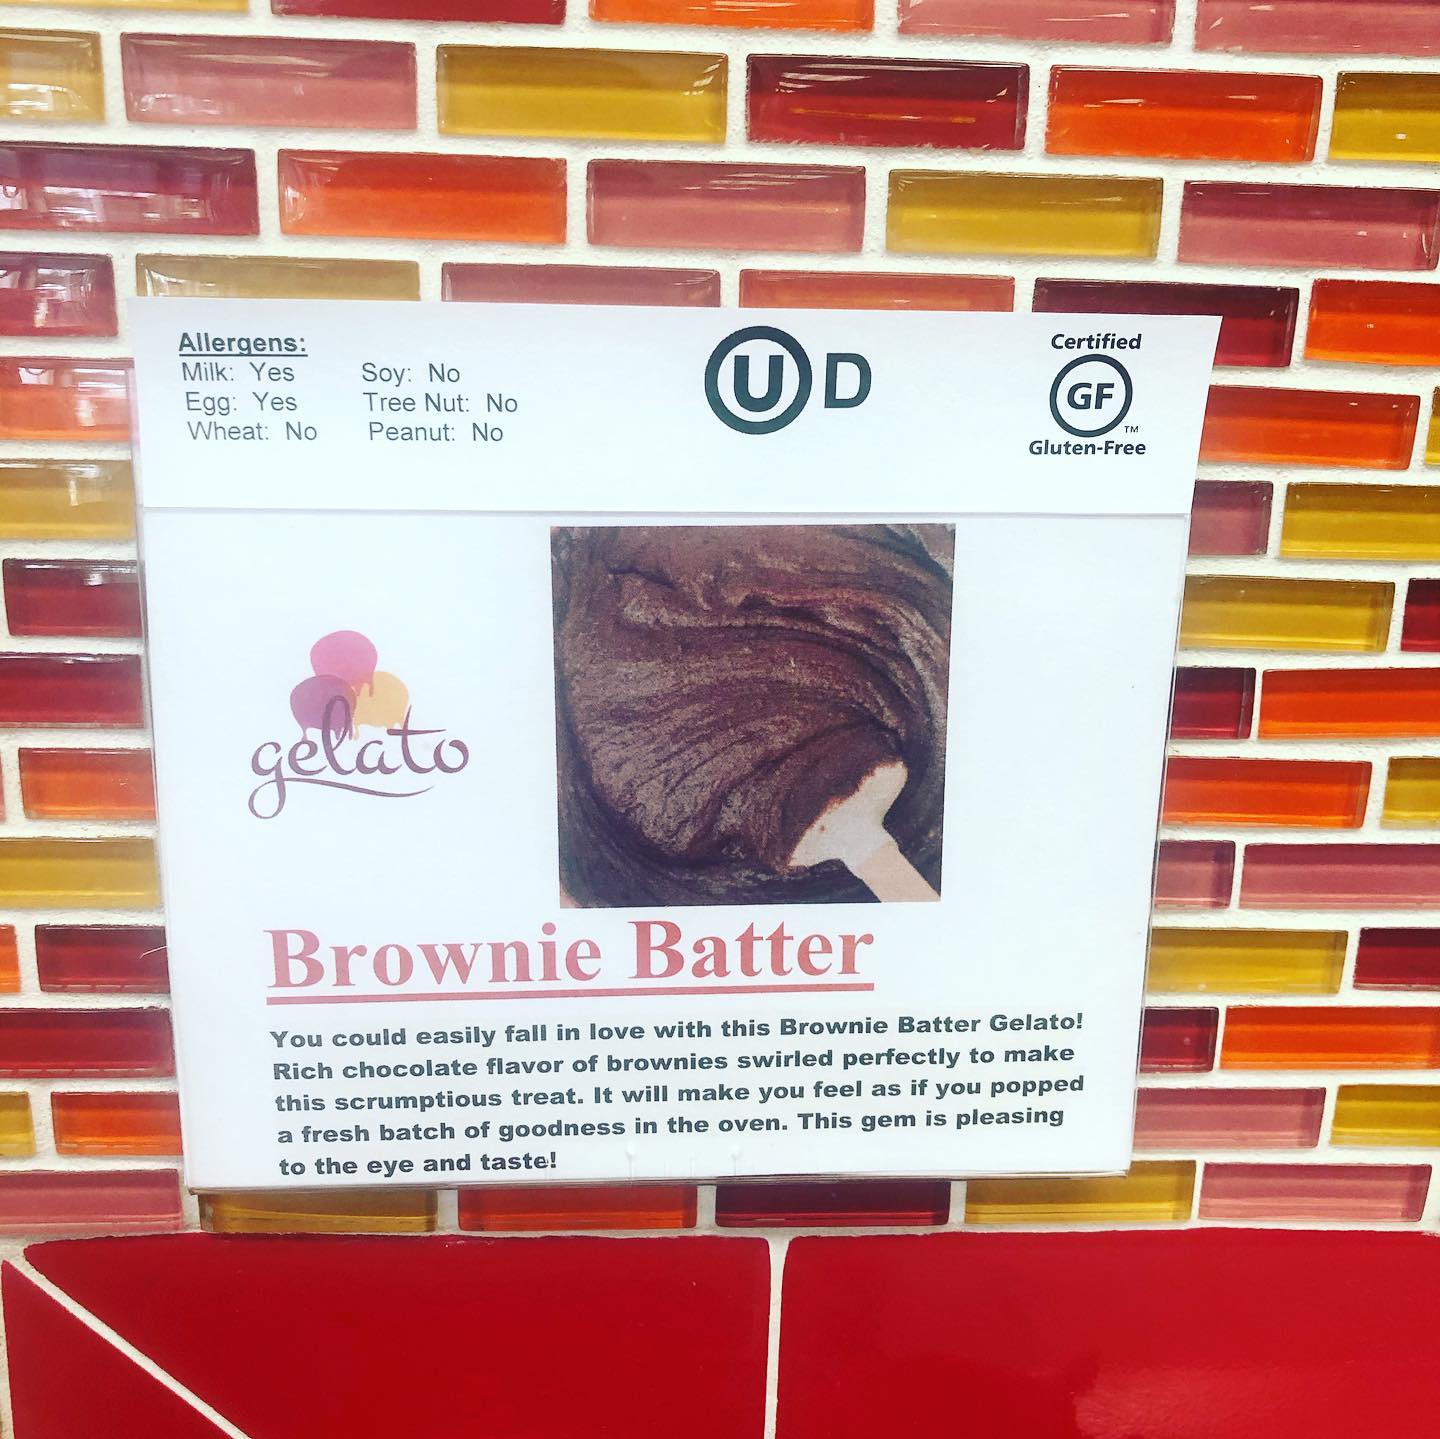 Allergens:
Milk: Yes Soy: No
Egg: Yes Tree Nut: No
Wheat: No Peanut: No
U D
Certified
GF
TM
Gluten-Free
gelato
Brownie Batter
You could easily fall in love with this Brownie Batter Gelato!
Rich chocolate flavor of brownies swirled perfectly to make
this scrumptious treat. It will make you feel as if you popped
a fresh batch of goodness in the oven. This gem is pleasing
to the eye and taste!